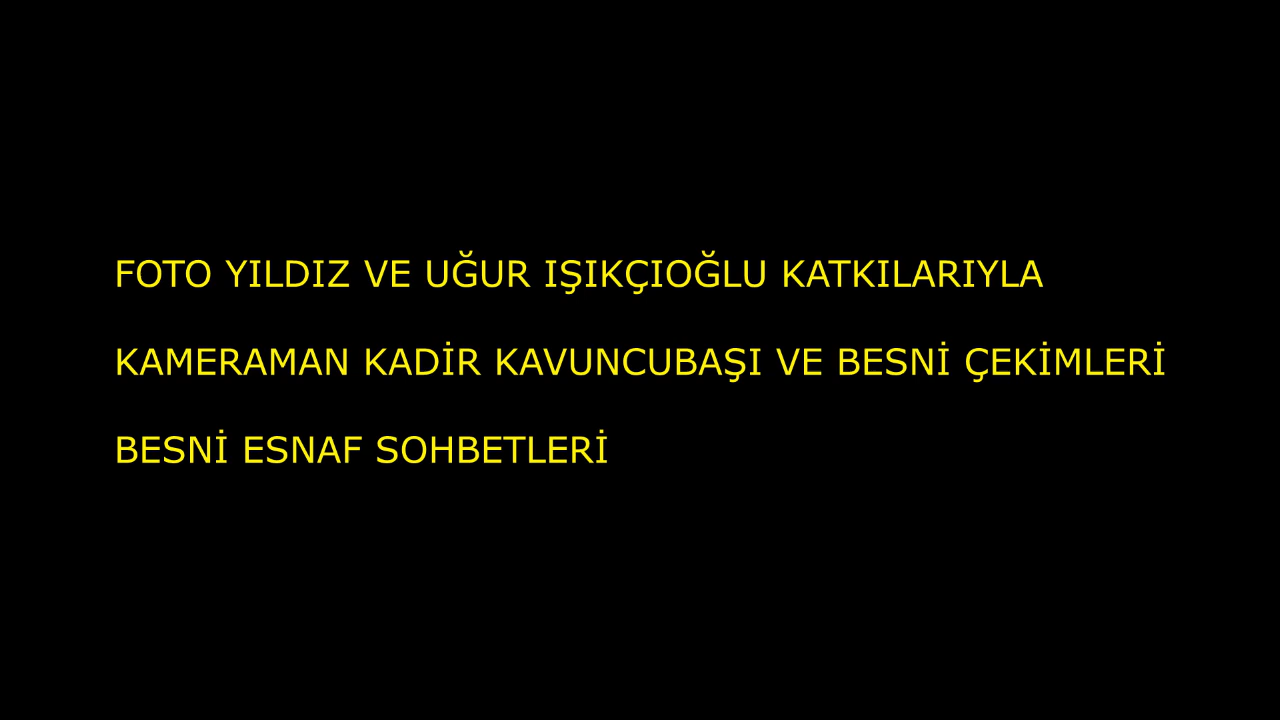 FOTO YILDIZ VE UĞUR IŞIKÇIOĞLU KATKILARIYLA
KAMERAMAN KADİR KAVUNCUBAŞI VE BESNİ ÇEKİMLERİ
BESNİ ESNAF SOHBETLERİ